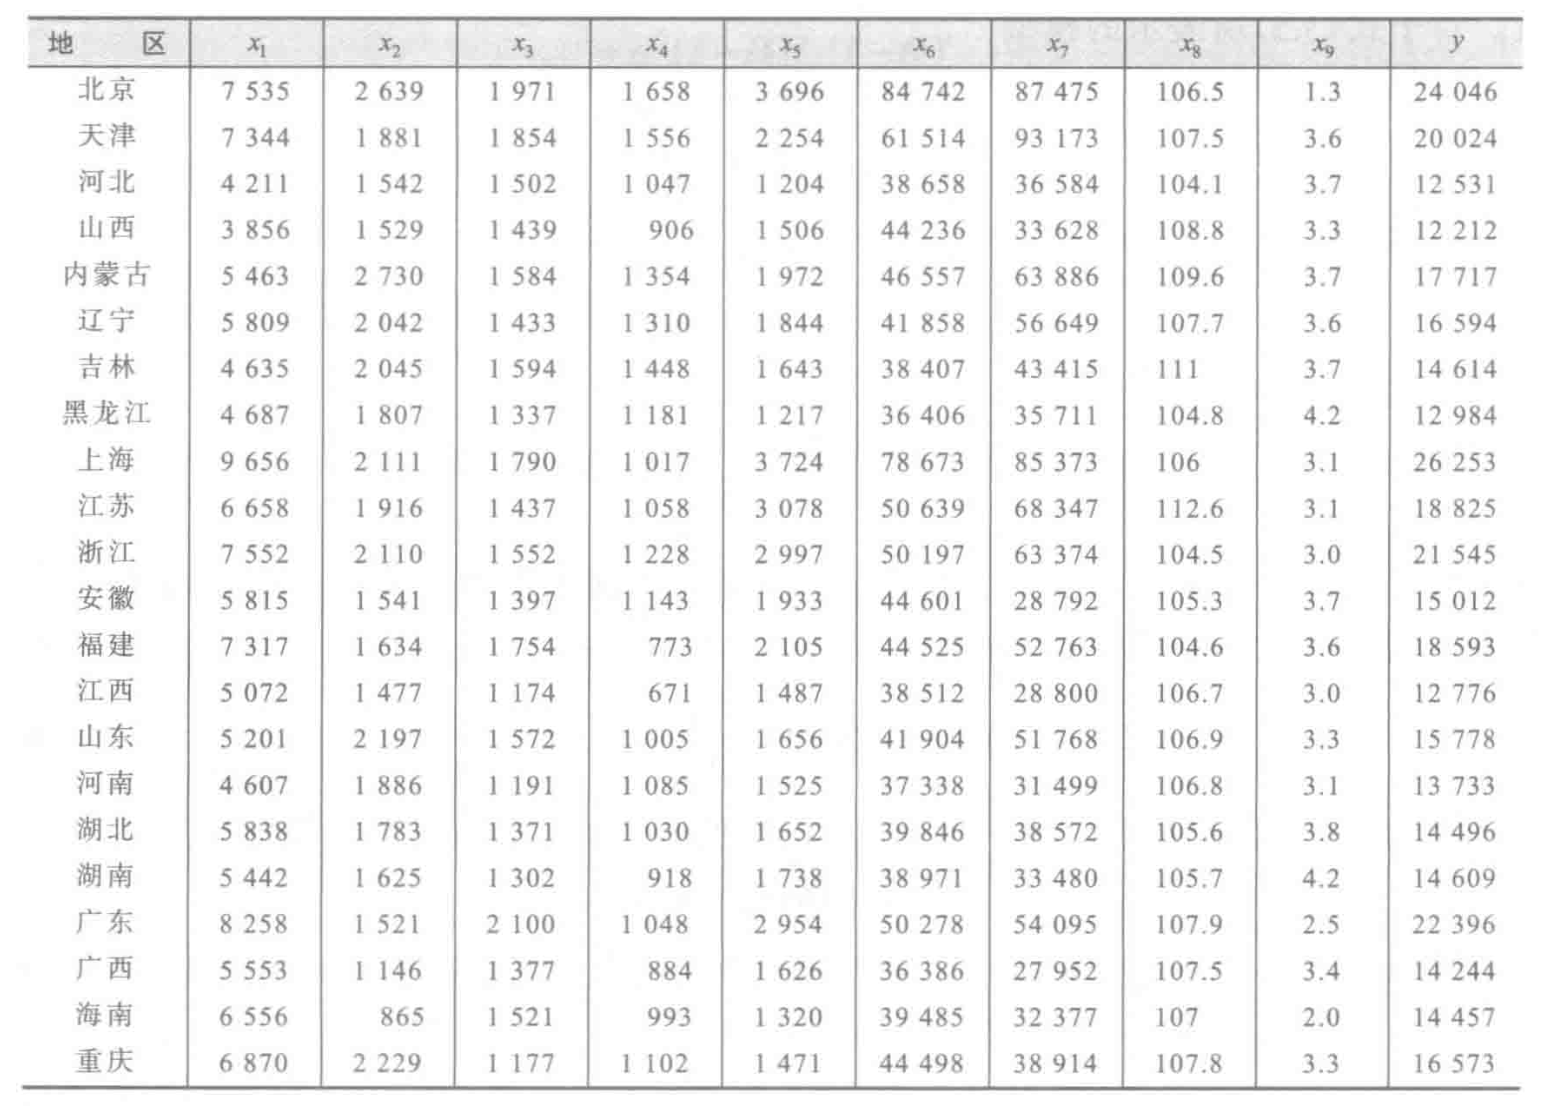 地 区 x₁ x₂ x₃ x₄ x₅ x₆ x₇ x₈ x₉ y
北京 7 535 2 639 1 971 1 658 3 696 84 742 87 475 106.5 1.3 24 046
天津 7 344 1 881 1 854 1 556 2 254 61 514 93 173 107.5 3.6 20 024
河北 4 211 1 542 1 502 1 047 1 204 38 658 36 584 104.1 3.7 12 531
山西 3 856 1 529 1 439 906 1 506 44 236 33 628 108.8 3.3 12 212
内蒙古 5 463 2 730 1 584 1 354 1 972 46 557 63 886 109.6 3.7 17 717
辽宁 5 809 2 042 1 433 1 310 1 844 41 858 56 649 107.7 3.6 16 594
吉林 4 635 2 045 1 594 1 448 1 643 38 407 43 415 111 3.7 14 614
黑龙江 4 687 1 807 1 337 1 181 1 217 36 406 35 711 104.8 4.2 12 984
上海 9 656 2 111 1 790 1 017 3 724 78 673 85 373 106 3.1 26 253
江苏 6 658 1 916 1 437 1 058 3 078 50 639 68 347 112.6 3.1 18 825
浙江 7 552 2 110 1 552 1 228 2 997 50 197 63 374 104.5 3.0 21 545
安徽 5 815 1 541 1 397 1 143 1 933 44 601 28 792 105.3 3.7 15 012
福建 7 317 1 634 1 754 773 2 105 44 525 52 763 104.6 3.6 18 593
江西 5 072 1 477 1 174 671 1 487 38 512 28 800 106.7 3.0 12 776
山东 5 201 2 197 1 572 1 005 1 656 41 904 51 768 106.9 3.3 15 778
河南 4 607 1 886 1 191 1 085 1 525 37 338 31 499 106.8 3.1 13 733
湖北 5 838 1 783 1 371 1 030 1 652 39 846 38 572 105.6 3.8 14 496
湖南 5 442 1 625 1 302 918 1 738 38 971 33 480 105.7 4.2 14 609
广东 8 258 1 521 2 100 1 048 2 954 50 278 54 095 107.9 2.5 22 396
广西 5 553 1 146 1 377 884 1 626 36 386 27 952 107.5 3.4 14 244
海南 6 556 865 1 521 993 1 320 39 485 32 377 107 2.0 14 457
重庆 6 870 2 229 1 177 1 102 1 471 44 498 38 914 107.8 3.3 16 573